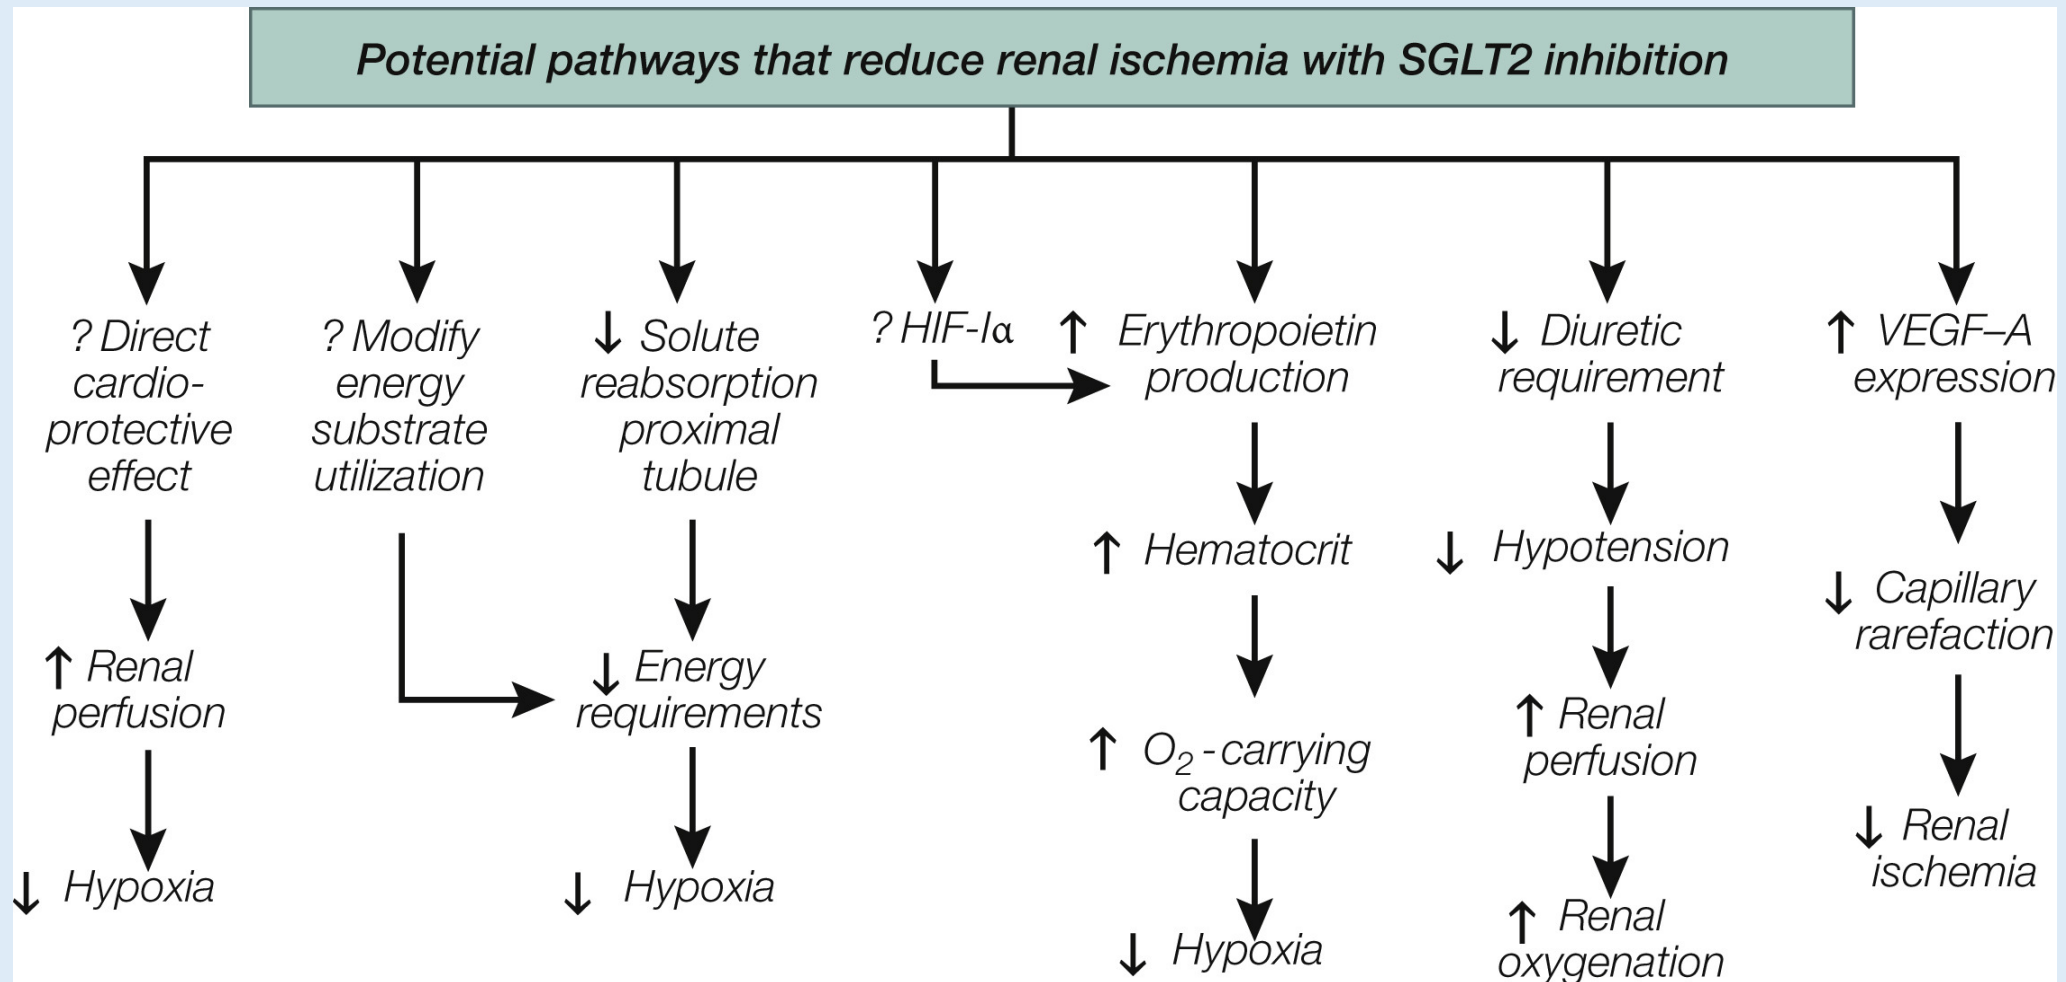 Potential pathways that reduce renal ischemia with SGLT2 inhibition
? Direct
cardio-
protective
effect
↑ Renal
perfusion
↓ Hypoxia
? Modify
energy
substrate
utilization
↓ Solute
reabsorption
proximal
tubule
↓ Energy
requirements
↓ Hypoxia
? HIF-Iα
↑ Erythropoietin
production
↑ Hematocrit
↑ O2-carrying
capacity
↓ Hypoxia
↓ Diuretic
requirement
↓ Hypotension
↑ Renal
perfusion
↑ Renal
oxygenation
↑ VEGF–A
expression
↓ Capillary
rarefaction
↓ Renal
ischemia